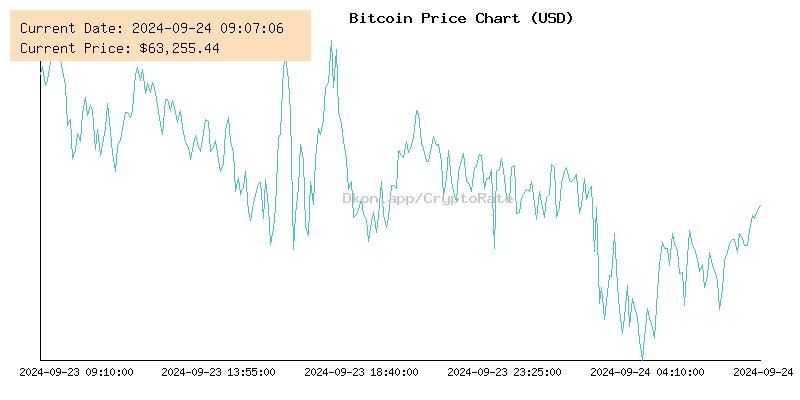 Bitcoin Price Chart (USD)
Current Date: 2024-09-24 09:07:06
Current Price: $63,255.44
Dkon.app/CryptoRate
2024-09-23 09:10:00 2024-09-23 13:55:00 2024-09-23 18:40:00 2024-09-23 23:25:00 2024-09-24 04:10:00 2024-09-24